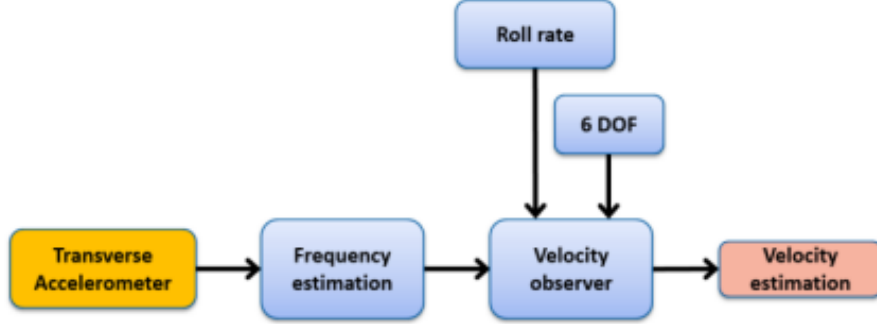 Roll rate
6 DOF
Transverse
Accelerometer
Frequency
estimation
Velocity
observer
Velocity
estimation